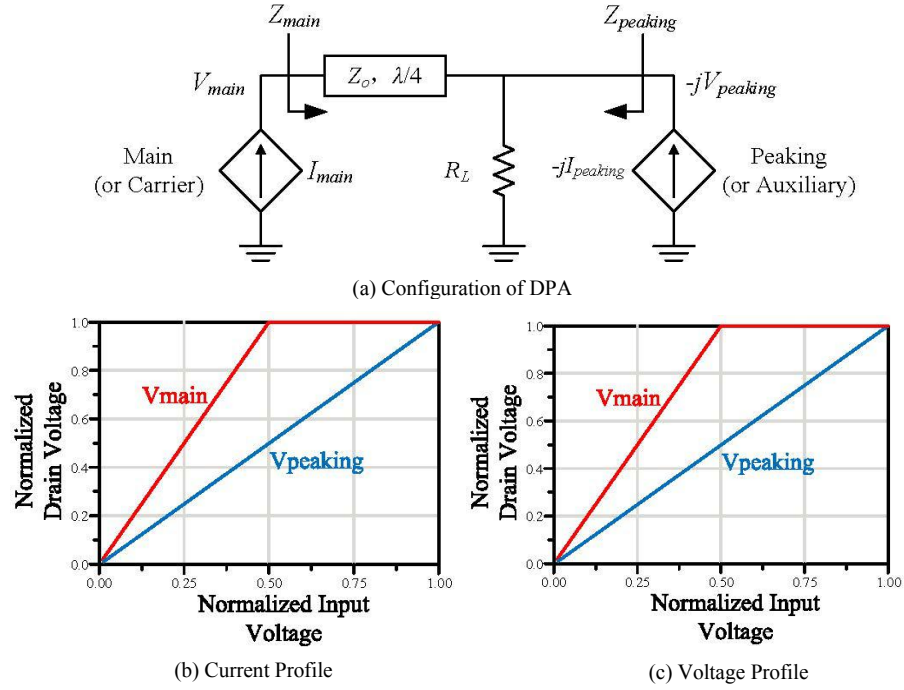 Z_main
Z_peaking
V_main
Z_o, λ/4
-jV_peaking
Main
(or Carrier)
I_main
R_L
-jI_peaking
Peaking
(or Auxiliary)
(a) Configuration of DPA
1.0
0.8
0.6
0.4
0.2
0.0
Normalized
Drain Voltage
Vmain
Vpeaking
0.00
0.25
0.50
0.75
1.00
Normalized Input
Voltage
(b) Current Profile
1.0
0.8
0.6
0.4
0.2
0.0
Normalized
Drain Voltage
Vmain
Vpeaking
0.00
0.25
0.50
0.75
1.00
Normalized Input
Voltage
(c) Voltage Profile